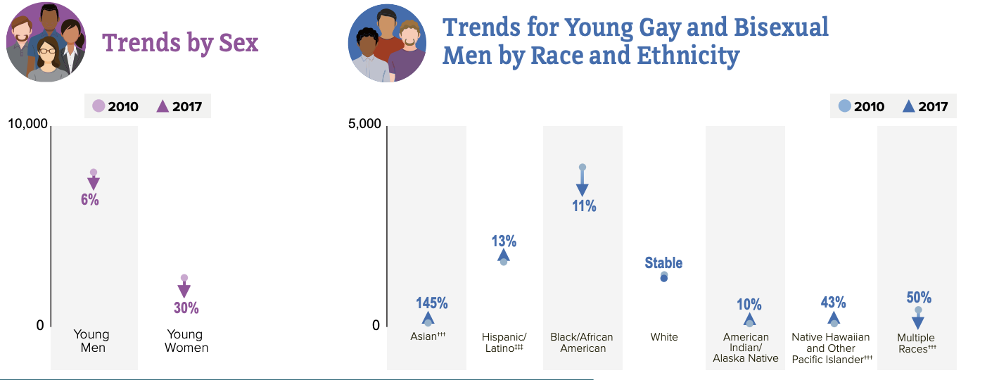 Trends by Sex
2010 2017
10,000
6%
30%
0
Young
Men
Young
Women
Trends for Young Gay and Bisexual
Men by Race and Ethnicity
2010 2017
5,000
145%
13%
11%
Stable
10%
43%
50%
0
Asian†††
Hispanic/
Latino‡‡‡
Black/African
American
White
American
Indian/
Alaska Native
Native Hawaiian
and Other
Pacific Islander†††
Multiple
Races†††